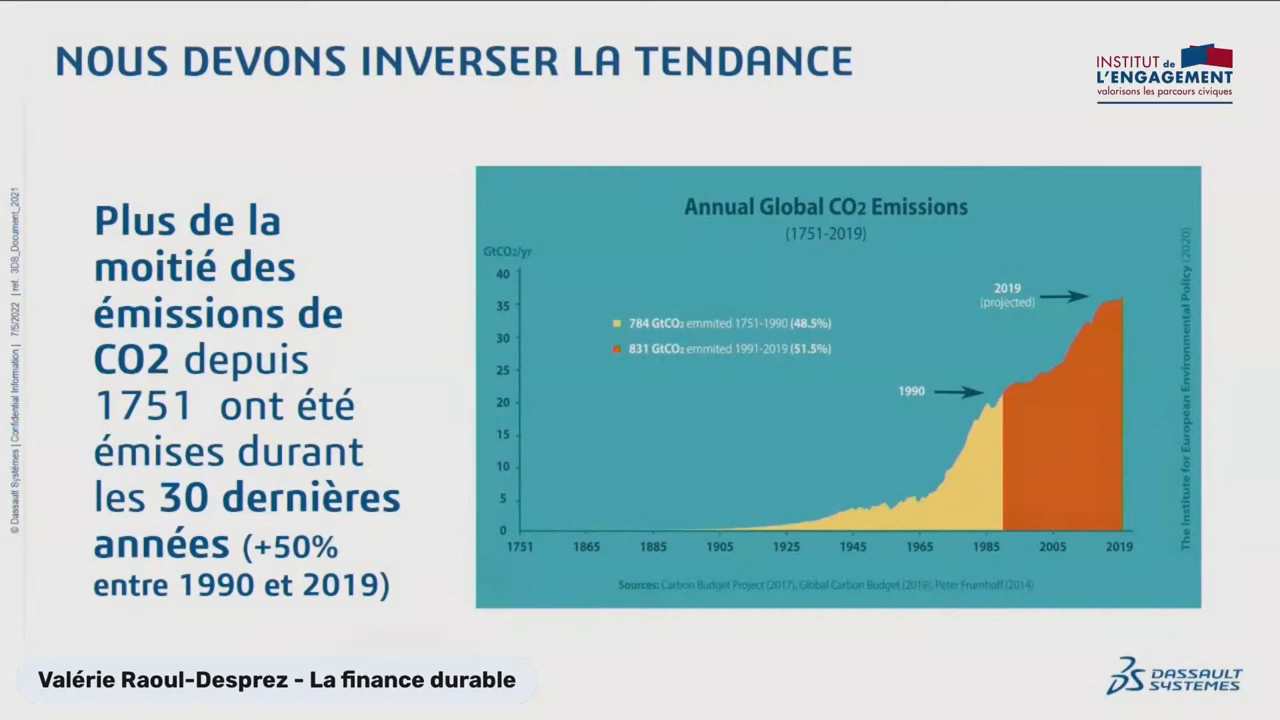 NOUS DEVONS INVERSER LA TENDANCE
INSTITUT de
L'ENGAGEMENT
valorisons les parcours civiques
© Dassault Systèmes | Confidential Information | 7/5/2022 | ref. 3DS_Document_2021
Plus de la
moitié des
émissions de
CO2 depuis
1751 ont été
émises durant
les 30 dernières
années (+50%
entre 1990 et 2019)
Annual Global CO2 Emissions
(1751-2019)
GtCO2/yr
40
35
30
25
20
15
10
5
0
784 GtCO2 emmited 1751-1990 (48.5%)
831 GtCO2 emmited 1991-2019 (51.5%)
2019
(projected)
1990
1751 1865 1885 1905 1925 1945 1965 1985 2005 2019
The Institute for European Environmental Policy (2020)
Sources: Carbon Budget Project (2017), Global Carbon Budget (2019), Peter Frumhoff (2014)
Valérie Raoul-Desprez - La finance durable
DASSAULT
SYSTEMES